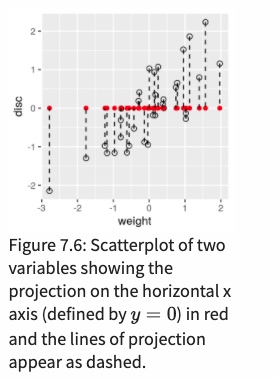 2
1
0
-1
-2
disc
-3 -2 -1 0 1 2
weight
Figure 7.6: Scatterplot of two
variables showing the
projection on the horizontal x
axis (defined by y = 0) in red
and the lines of projection
appear as dashed.